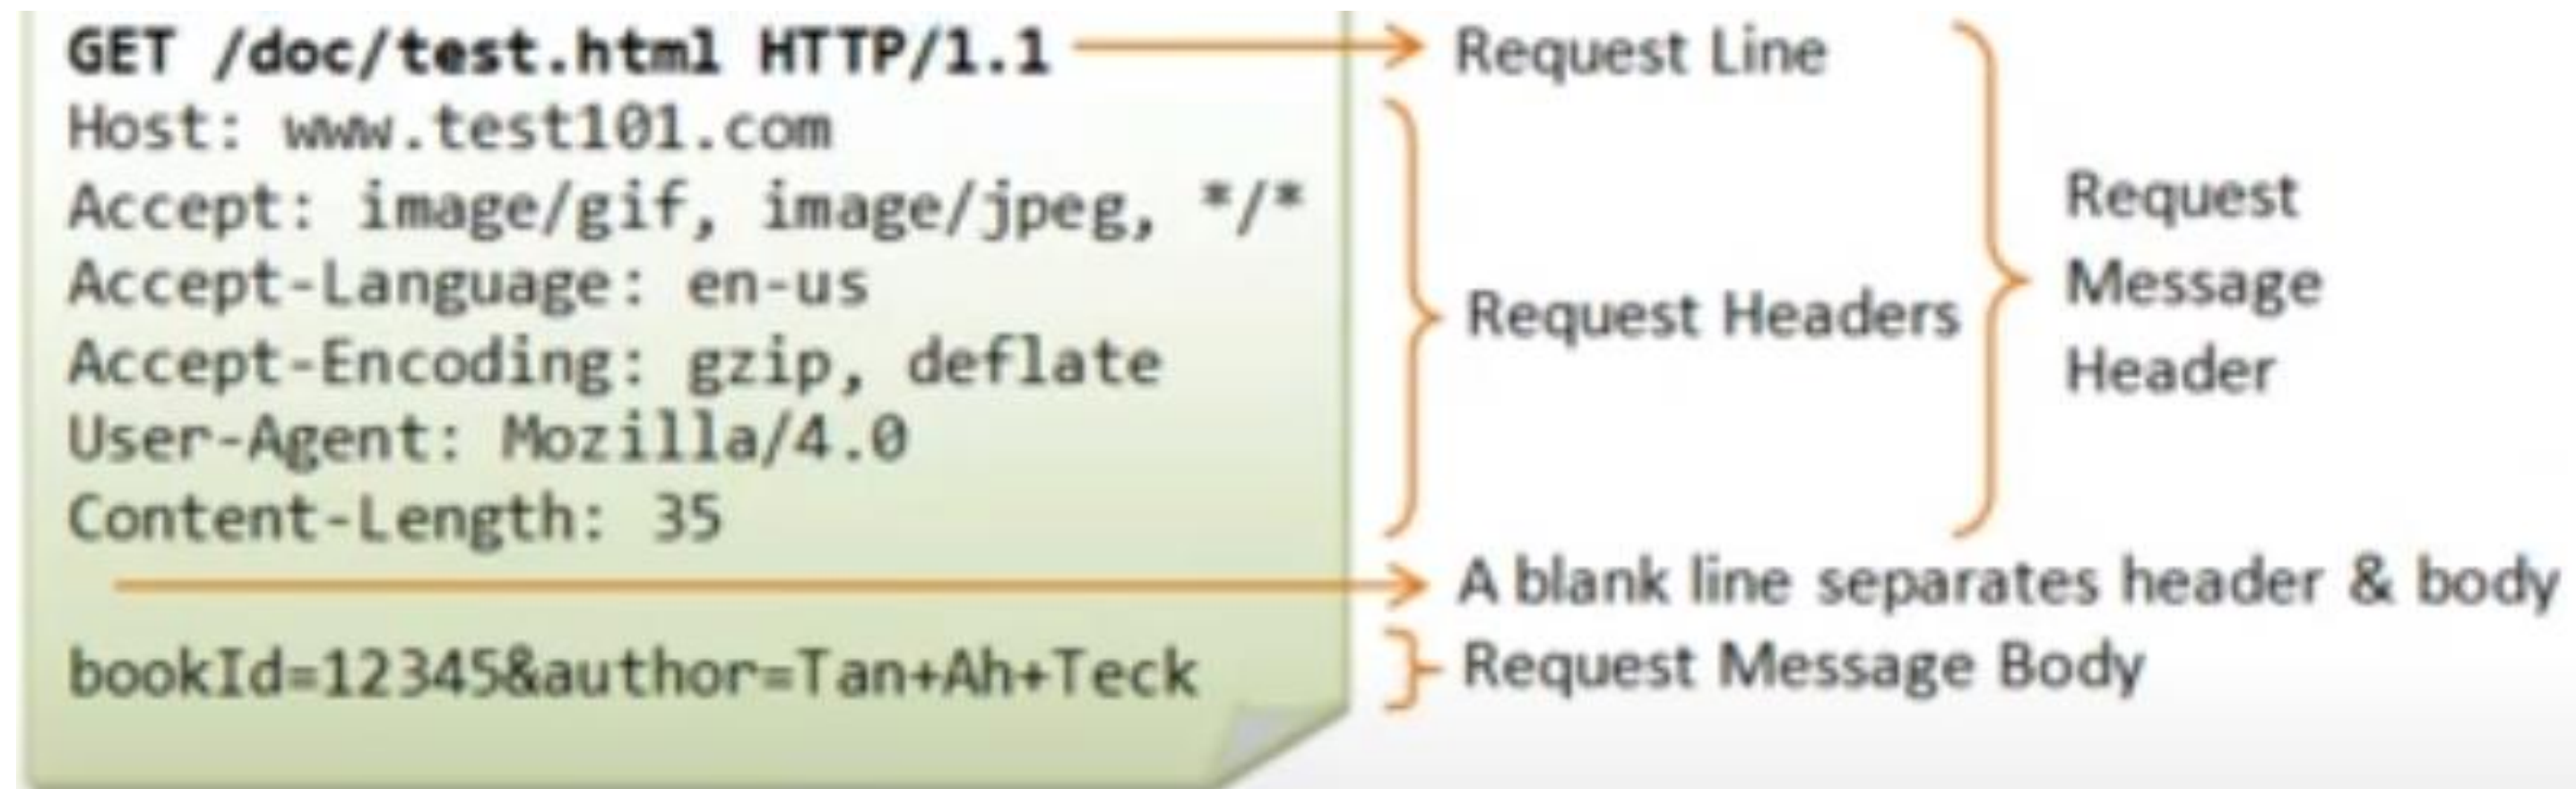 GET /doc/test.html HTTP/1.1
Request Line
Host: www.test101.com
Accept: image/gif, image/jpeg, */*
Accept-Language: en-us
Accept-Encoding: gzip, deflate
User-Agent: Mozilla/4.0
Content-Length: 35
Request Headers
Request
Message
Header
A blank line separates header & body
bookId=12345&author=Tan+Ah+Teck
Request Message Body